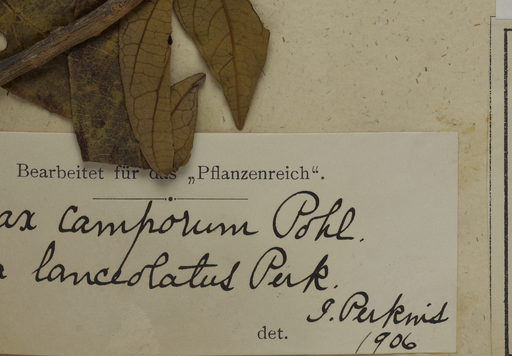 Bearbeitet für das „Pflanzenreich“.
ax camporum Pohl.
a lanceolatus Perk.
J. Perkins
det.
1906